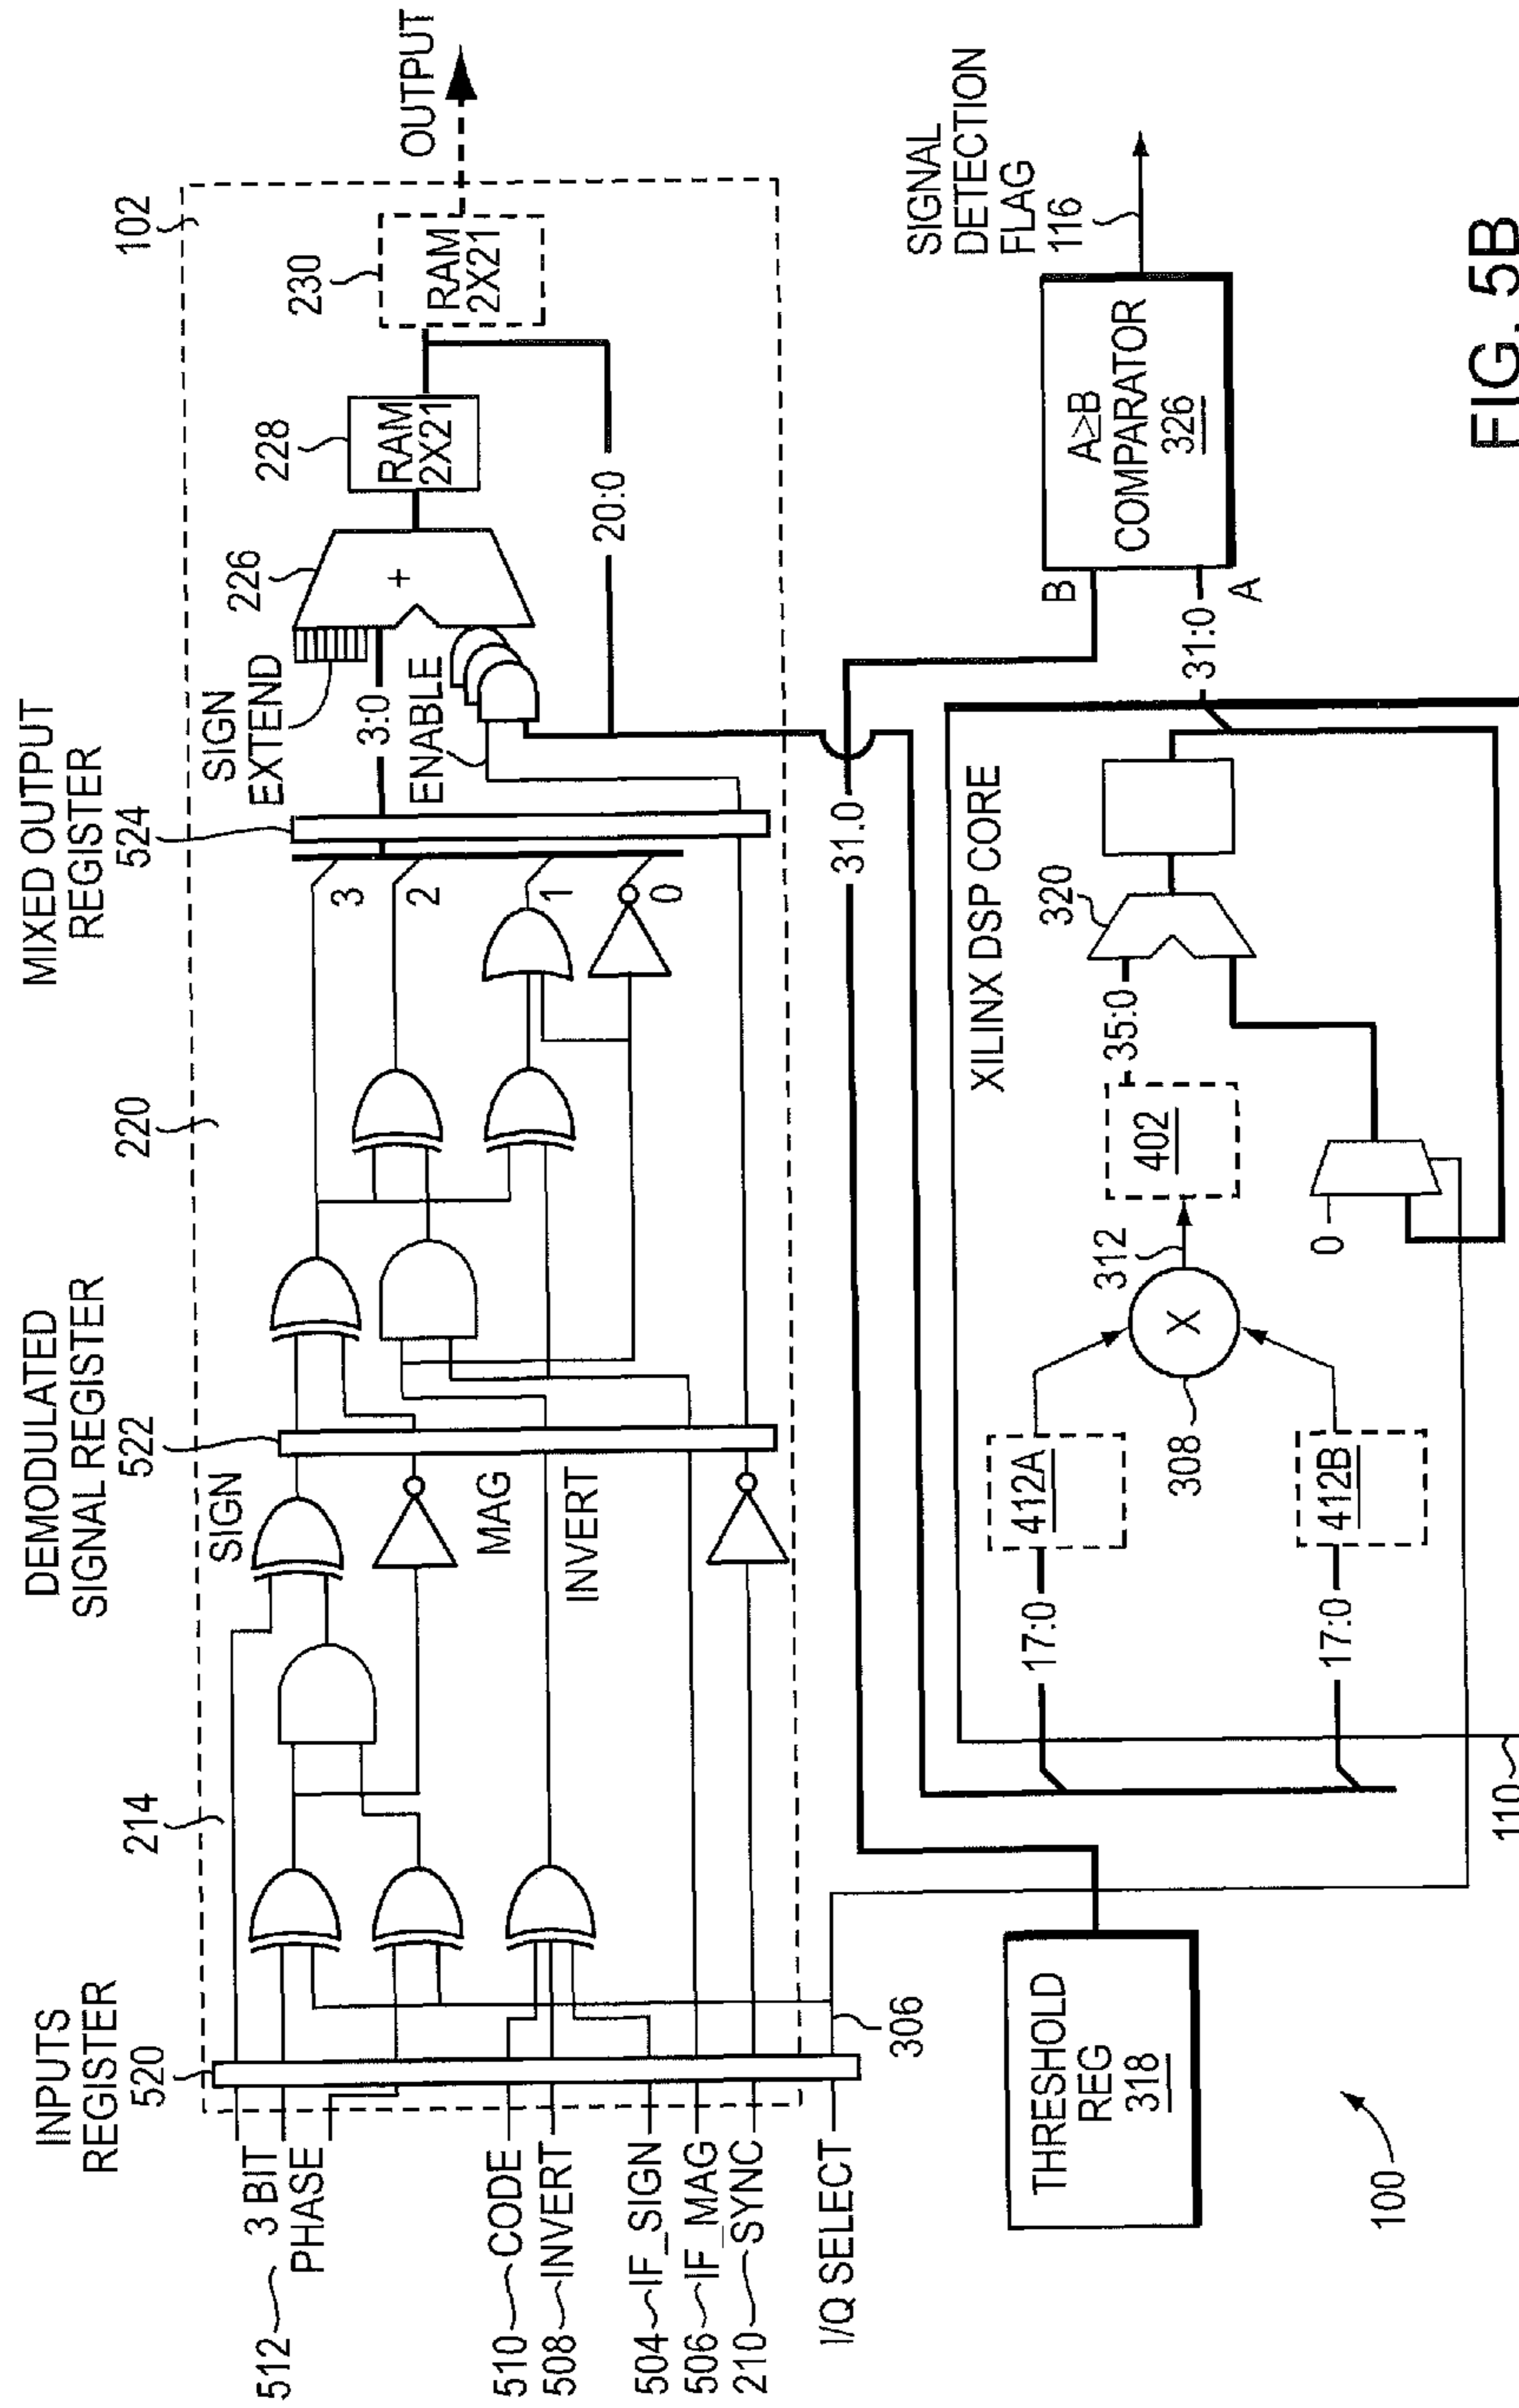 INPUTS
REGISTER
520
DEMODULATED
SIGNAL REGISTER
522
MIXED OUTPUT
REGISTER
524
214
220
102
512 3 BIT
PHASE
510 CODE
508 INVERT
504 IF_SIGN
506 IF_MAG
210 SYNC
I/Q SELECT
306
SIGN
MAG
INVERT
3
2
1
0
SIGN
EXTEND
3:0
ENABLE
226
+
228
RAM
2X21
230
RAM
2X21
20:0
OUTPUT
THRESHOLD
REG
318
31.0
B
A
31:0
A≥B
COMPARATOR
326
SIGNAL
DETECTION
FLAG
116
XILINX DSP CORE
17:0
412A
17:0
412B
308
X
312
402
35:0
320
0
110
100
FIG. 5B